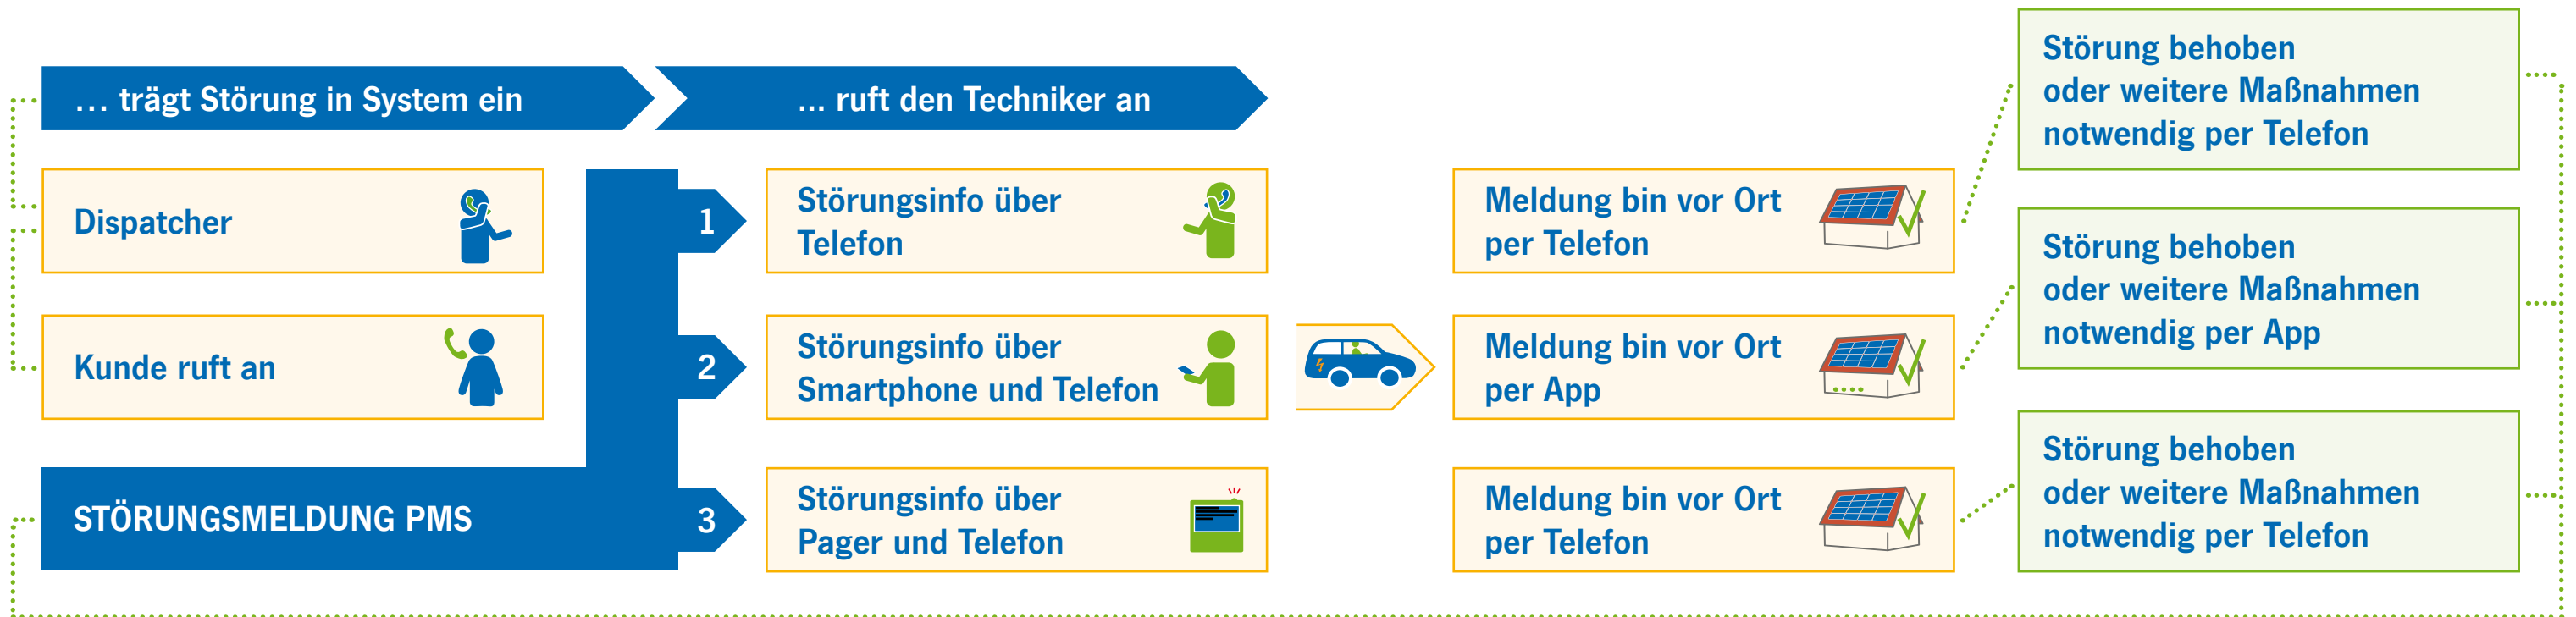 ... trägt Störung in System ein
... ruft den Techniker an
Dispatcher
Kunde ruft an
STÖRUNGSMELDUNG PMS
1
Störungsinfo über
Telefon
2
Störungsinfo über
Smartphone und Telefon
3
Störungsinfo über
Pager und Telefon
Meldung bin vor Ort
per Telefon
Meldung bin vor Ort
per App
Meldung bin vor Ort
per Telefon
Störung behoben
oder weitere Maßnahmen
notwendig per Telefon
Störung behoben
oder weitere Maßnahmen
notwendig per App
Störung behoben
oder weitere Maßnahmen
notwendig per Telefon